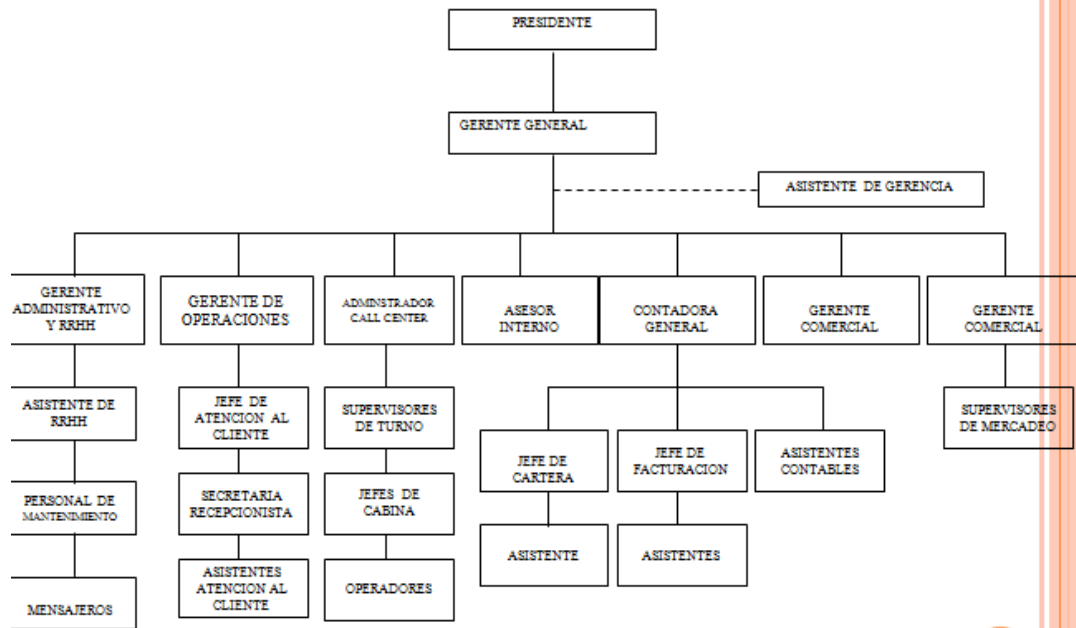 PRESIDENTE
GERENTE GENERAL
ASISTENTE DE GERENCIA
GERENTE
ADMINISTRATIVO
Y RRHH
GERENTE DE
OPERACIONES
ADMINSTRADOR
CALL CENTER
ASESOR
INTERNO
CONTADORA
GENERAL
GERENTE
COMERCIAL
GERENTE
COMERCIAL
ASISTENTE DE
RRHH
JEFE DE
ATENCION AL
CLIENTE
SUPERVISORES
DE TURNO
SUPERVISORES
DE MERCADEO
JEFE DE
CARTERA
JEFE DE
FACTURACION
ASISTENTES
CONTABLES
PERSONAL DE
MANTENIMIENTO
SECRETARIA
RECEPCIONISTA
JEFES DE
CABINA
ASISTENTE
ASISTENTES
MENSAJEROS
ASISTENTES
ATENCION AL
CLIENTE
OPERADORES